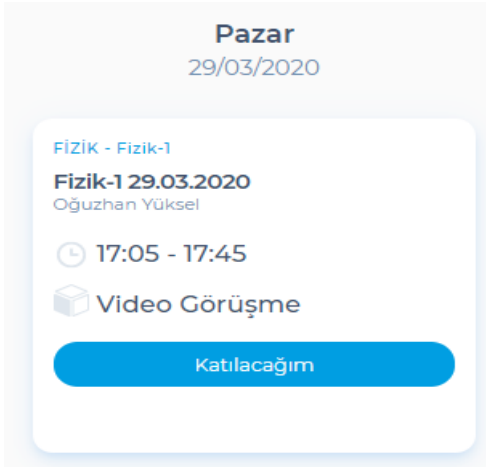 Pazar
29/03/2020
FİZİK - Fizik-1
Fizik-1 29.03.2020
Oğuzhan Yüksel
17:05 - 17:45
Video Görüşme
Katılacağım